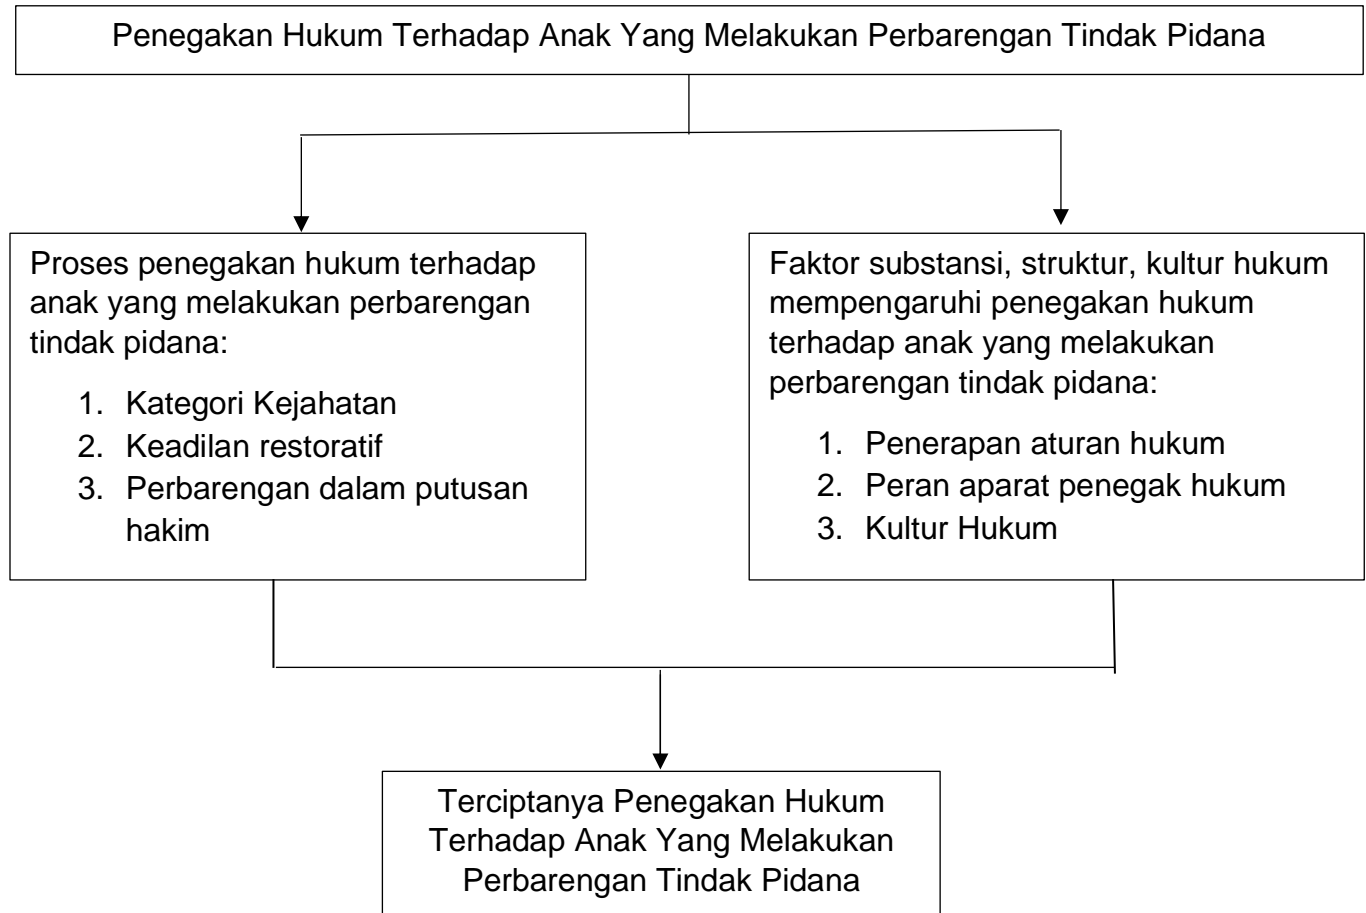 Penegakan Hukum Terhadap Anak Yang Melakukan Perbarengan Tindak Pidana
Proses penegakan hukum terhadap
anak yang melakukan perbarengan
tindak pidana:
1. Kategori Kejahatan
2. Keadilan restoratif
3. Perbarengan dalam putusan
hakim
Faktor substansi, struktur, kultur hukum
mempengaruhi penegakan hukum
terhadap anak yang melakukan
perbarengan tindak pidana:
1. Penerapan aturan hukum
2. Peran aparat penegak hukum
3. Kultur Hukum
Terciptanya Penegakan Hukum
Terhadap Anak Yang Melakukan
Perbarengan Tindak Pidana